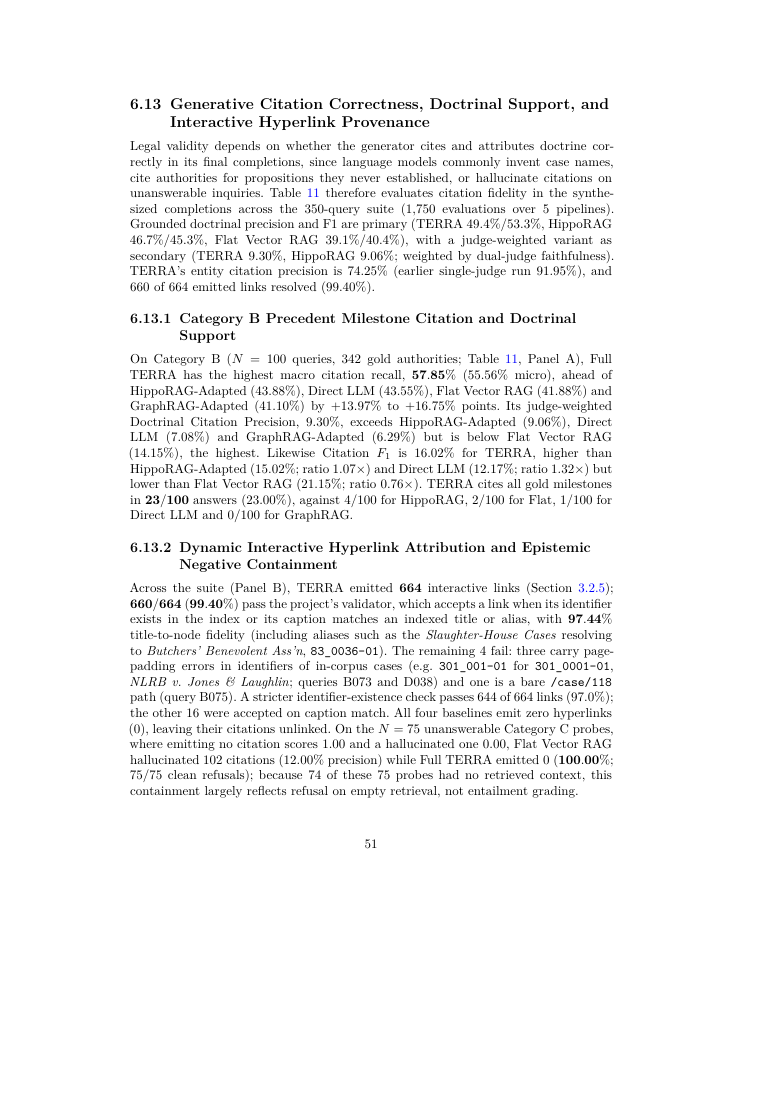 6.13 Generative Citation Correctness, Doctrinal Support, and
Interactive Hyperlink Provenance
Legal validity depends on whether the generator cites and attributes doctrine cor-
rectly in its final completions, since language models commonly invent case names,
cite authorities for propositions they never established, or hallucinate citations on
unanswerable inquiries. Table 11 therefore evaluates citation fidelity in the synthe-
sized completions across the 350-query suite (1,750 evaluations over 5 pipelines).
Grounded doctrinal precision and F1 are primary (TERRA 49.4%/53.3%, HippoRAG
46.7%/45.3%, Flat Vector RAG 39.1%/40.4%), with a judge-weighted variant as
secondary (TERRA 9.30%, HippoRAG 9.06%; weighted by dual-judge faithfulness).
TERRA's entity citation precision is 74.25% (earlier single-judge run 91.95%), and
660 of 664 emitted links resolved (99.40%).
6.13.1 Category B Precedent Milestone Citation and Doctrinal
Support
On Category B (N = 100 queries, 342 gold authorities; Table 11, Panel A), Full
TERRA has the highest macro citation recall, 57.85% (55.56% micro), ahead of
HippoRAG-Adapted (43.88%), Direct LLM (43.55%), Flat Vector RAG (41.88%) and
GraphRAG-Adapted (41.10%) by +13.97% to +16.75% points. Its judge-weighted
Doctrinal Citation Precision, 9.30%, exceeds HippoRAG-Adapted (9.06%), Direct
LLM (7.08%) and GraphRAG-Adapted (6.29%) but is below Flat Vector RAG
(14.15%), the highest. Likewise Citation F1 is 16.02% for TERRA, higher than
HippoRAG-Adapted (15.02%; ratio 1.07×) and Direct LLM (12.17%; ratio 1.32×) but
lower than Flat Vector RAG (21.15%; ratio 0.76×). TERRA cites all gold milestones
in 23/100 answers (23.00%), against 4/100 for HippoRAG, 2/100 for Flat, 1/100 for
Direct LLM and 0/100 for GraphRAG.
6.13.2 Dynamic Interactive Hyperlink Attribution and Epistemic
Negative Containment
Across the suite (Panel B), TERRA emitted 664 interactive links (Section 3.2.5);
660/664 (99.40%) pass the project's validator, which accepts a link when its identifier
exists in the index or its caption matches an indexed title or alias, with 97.44%
title-to-node fidelity (including aliases such as the Slaughter-House Cases resolving
to Butchers' Benevolent Ass'n, 83_0036-01). The remaining 4 fail: three carry page-
padding errors in identifiers of in-corpus cases (e.g. 301_001-01 for 301_0001-01,
NLRB v. Jones & Laughlin; queries B073 and D038) and one is a bare /case/118
path (query B075). A stricter identifier-existence check passes 644 of 664 links (97.0%);
the other 16 were accepted on caption match. All four baselines emit zero hyperlinks
(0), leaving their citations unlinked. On the N = 75 unanswerable Category C probes,
where emitting no citation scores 1.00 and a hallucinated one 0.00, Flat Vector RAG
hallucinated 102 citations (12.00% precision) while Full TERRA emitted 0 (100.00%;
75/75 clean refusals); because 74 of these 75 probes had no retrieved context, this
containment largely reflects refusal on empty retrieval, not entailment grading.
51